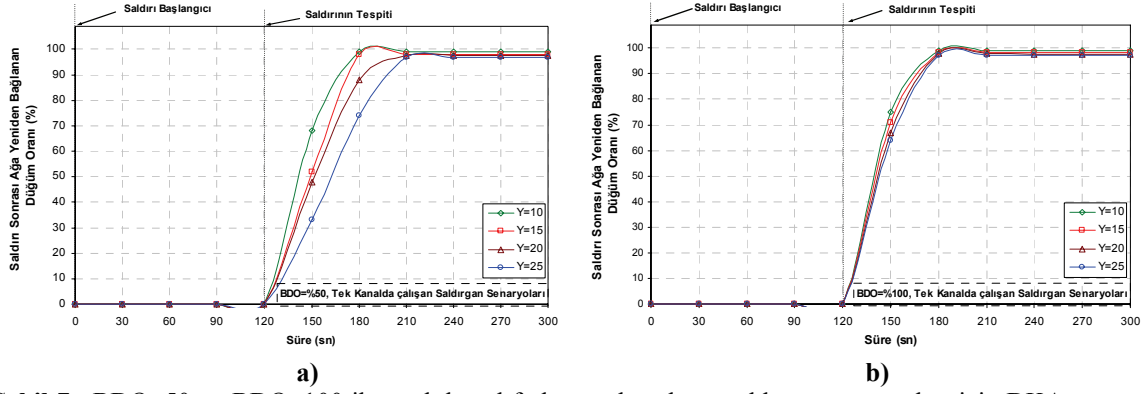 Saldırı Başlangıcı
Saldırının Tespiti
Saldırı Sonrası Ağa Yeniden Bağlanan
Düğüm Oranı (%)
100
90
80
70
60
50
40
30
20
10
0
Y=10
Y=15
Y=20
Y=25
BDO=%50, Tek Kanalda çalışan Saldırgan Senaryoları
0 30 60 90 120 150 180 210 240 270 300
Süre (sn)
a)
Saldırı Başlangıcı
Saldırının Tespiti
Saldırı Sonrası Ağa Yeniden Bağlanan
Düğüm Oranı (%)
100
90
80
70
60
50
40
30
20
10
0
Y=10
Y=15
Y=20
Y=25
BDO=%100, Tek Kanalda çalışan Saldırgan Senaryoları
0 30 60 90 120 150 180 210 240 270 300
Süre (sn)
b)